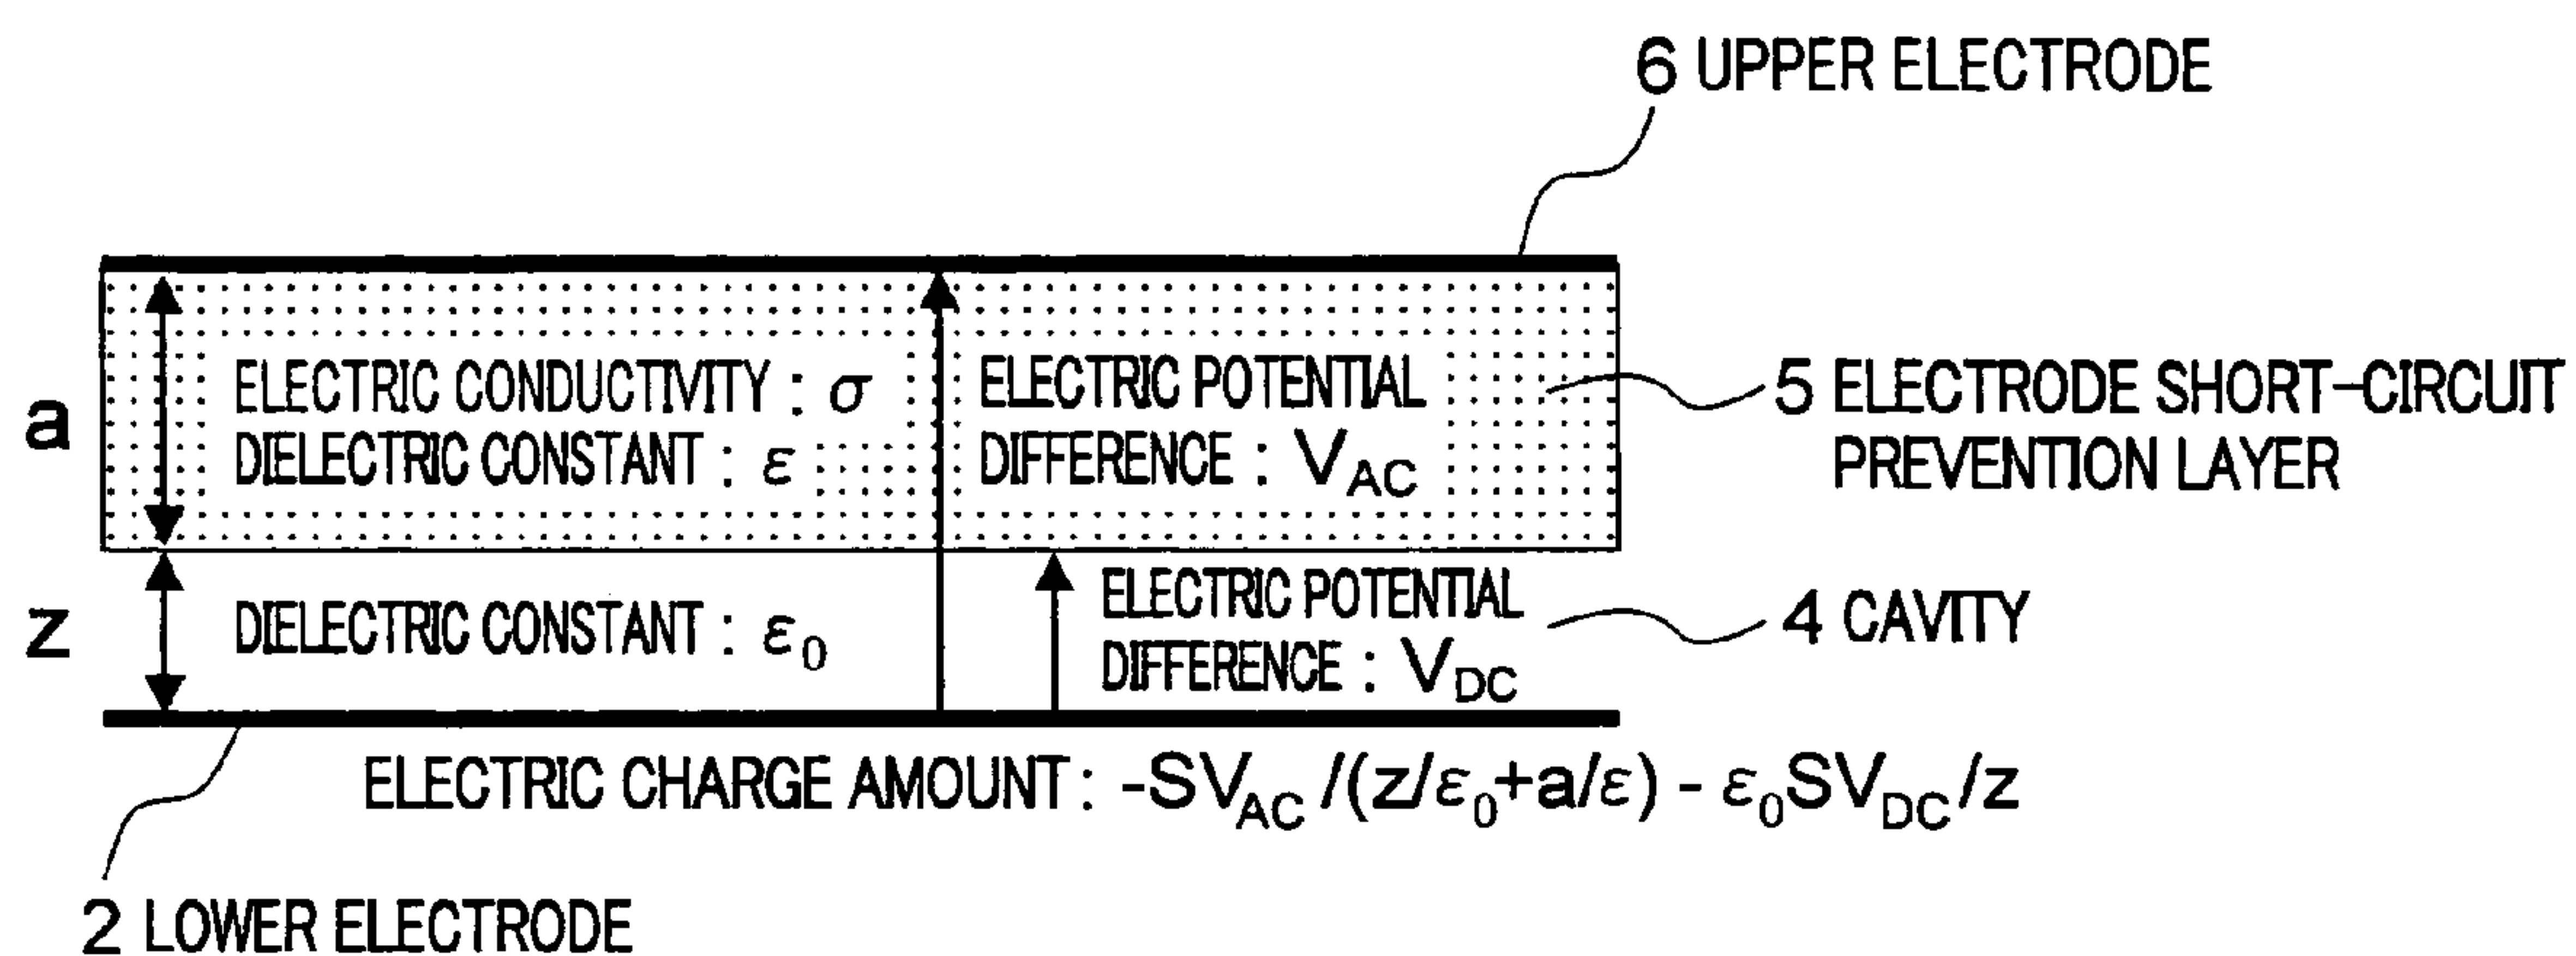 6 UPPER ELECTRODE
a
ELECTRIC CONDUCTIVITY : σ
DIELECTRIC CONSTANT : ε
ELECTRIC POTENTIAL
DIFFERENCE : VAC
5 ELECTRODE SHORT-CIRCUIT
PREVENTION LAYER
z
DIELECTRIC CONSTANT : ε0
ELECTRIC POTENTIAL
DIFFERENCE : VDC
4 CAVITY
ELECTRIC CHARGE AMOUNT : -SVAC/(z/ε0+a/ε) - ε0SVDC/z
2 LOWER ELECTRODE